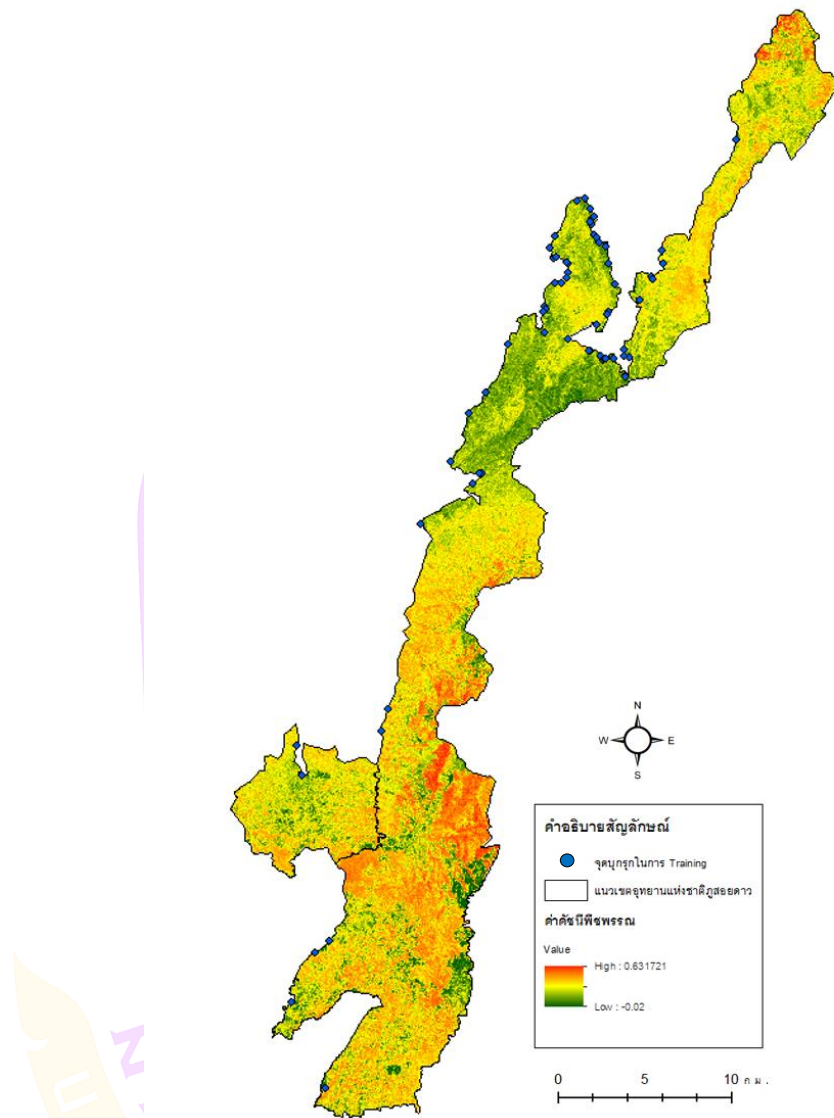 N
W E
S
คำอธิบายสัญลักษณ์
จุดบุกรุกในการ Training
แนวเขตอุทยานแห่งชาติภูสอยดาว
ค่าดัชนีพืชพรรณ
Value
High : 0.631721
Low : -0.02
0 5 10 ก.ม.